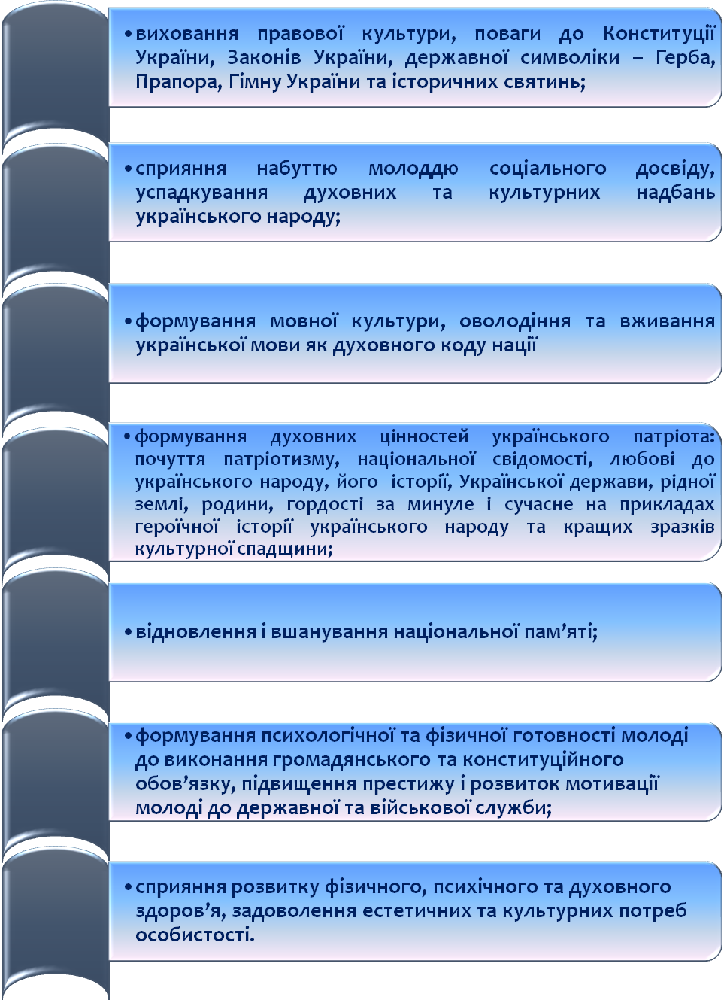 •виховання правової культури, поваги до Конституції
України, Законів України, державної символіки – Герба,
Прапора, Гімну України та історичних святинь;
•сприяння набуттю молоддю соціального досвіду,
успадкування духовних та культурних надбань
українського народу;
•формування мовної культури, оволодіння та вживання
української мови як духовного коду нації
•формування духовних цінностей українського патріота:
почуття патріотизму, національної свідомості, любові до
українського народу, його історії, Української держави, рідної
землі, родини, гордості за минуле і сучасне на прикладах
героїчної історії українського народу та кращих зразків
культурної спадщини;
•відновлення і вшанування національної пам’яті;
•формування психологічної та фізичної готовності молоді
до виконання громадянського та конституційного
обов’язку, підвищення престижу і розвиток мотивації
молоді до державної та військової служби;
•сприяння розвитку фізичного, психічного та духовного
здоров’я, задоволення естетичних та культурних потреб
особистості.